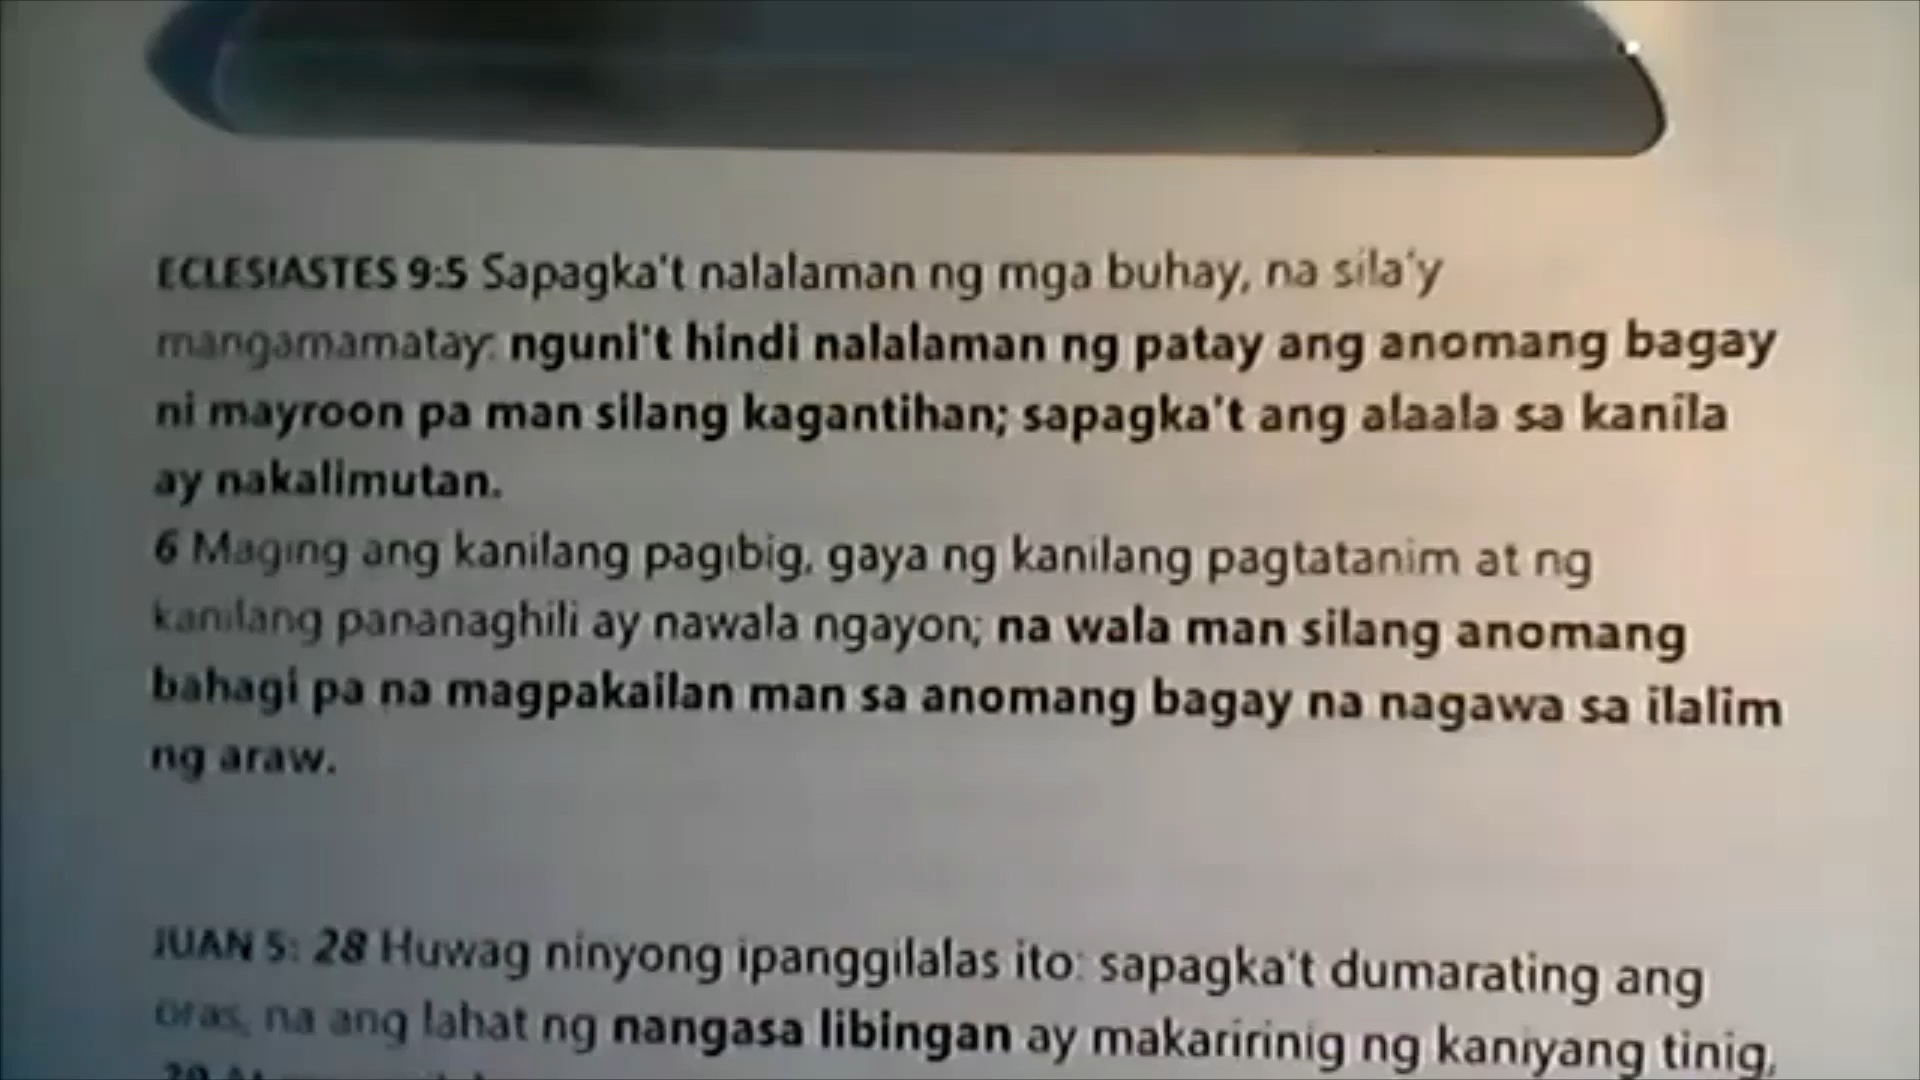 ECLESIASTES 9:5 Sapagka't nalalaman ng mga buhay, na sila'y
mangamamatay: nguni't hindi nalalaman ng patay ang anomang bagay
ni mayroon pa man silang kagantihan; sapagka't ang alaala sa kanila
ay nakalimutan.
6 Maging ang kanilang pagibig, gaya ng kanilang pagtatanim at ng
kanilang pananaghili ay nawala ngayon; na wala man silang anomang
bahagi pa na magpakailan man sa anomang bagay na nagawa sa ilalim
ng araw.
JUAN 5: 28 Huwag ninyong ipanggilalas ito: sapagka't dumarating ang
oras, na ang lahat ng nangasa libingan ay makaririnig ng kaniyang tinig,